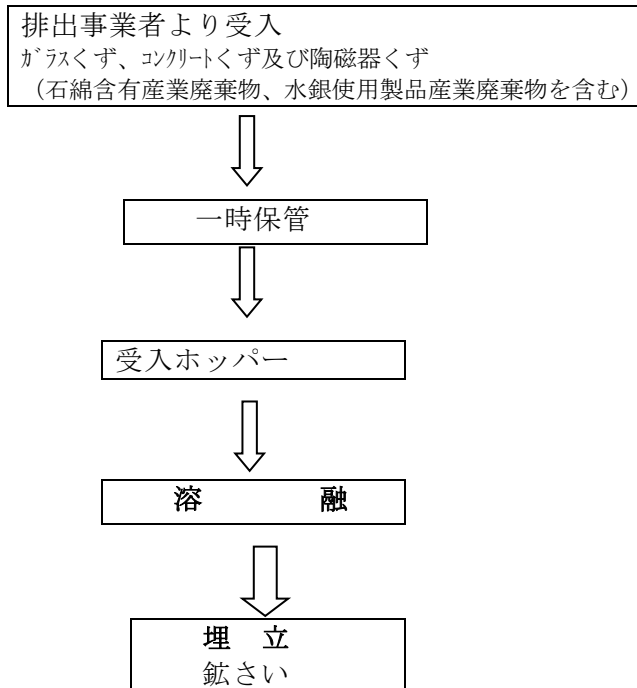 排出事業者より受入
ｶﾞﾗｽくず、ｺﾝｸﾘｰﾄくず及び陶磁器くず
（石綿含有産業廃棄物、水銀使用製品産業廃棄物を含む）
一時保管
受入ホッパー
溶　　　　融
埋　立
鉱さい